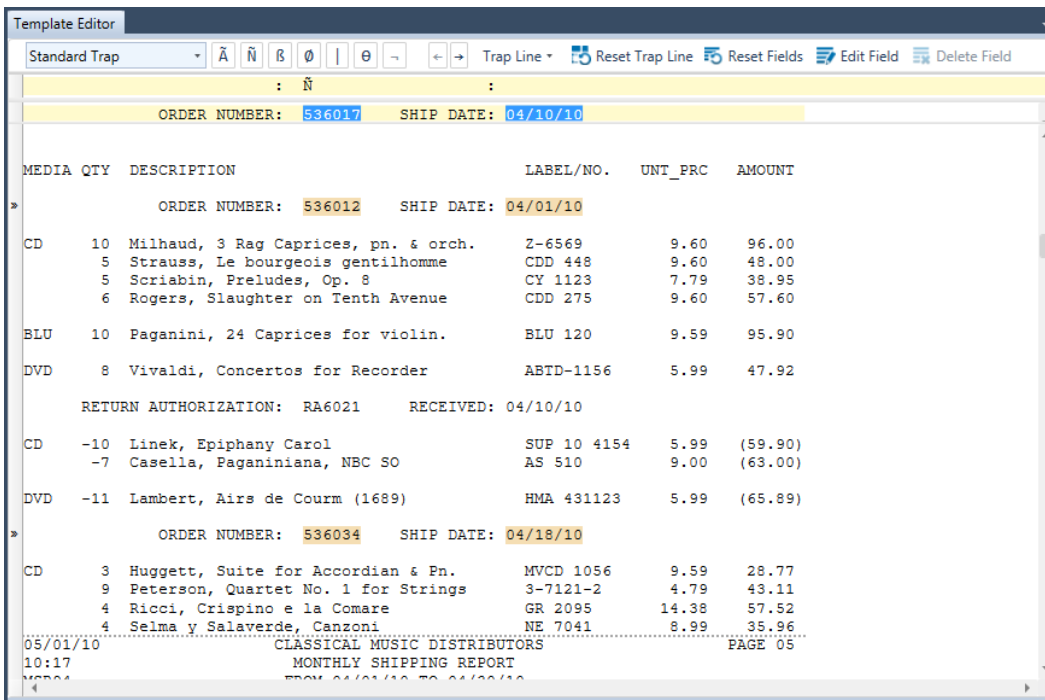 Template Editor
Standard Trap Ã Ñ ß Ø | Ө ¬ ← → Trap Line Reset Trap Line Reset Fields Edit Field Delete Field
: Ñ :
ORDER NUMBER: 536017 SHIP DATE: 04/10/10
MEDIA QTY DESCRIPTION LABEL/NO. UNT_PRC AMOUNT
» ORDER NUMBER: 536012 SHIP DATE: 04/01/10
CD 10 Milhaud, 3 Rag Caprices, pn. & orch. Z-6569 9.60 96.00
5 Strauss, Le bourgeois gentilhomme CDD 448 9.60 48.00
5 Scriabin, Preludes, Op. 8 CY 1123 7.79 38.95
6 Rogers, Slaughter on Tenth Avenue CDD 275 9.60 57.60
BLU 10 Paganini, 24 Caprices for violin. BLU 120 9.59 95.90
DVD 8 Vivaldi, Concertos for Recorder ABTD-1156 5.99 47.92
RETURN AUTHORIZATION: RA6021 RECEIVED: 04/10/10
CD -10 Linek, Epiphany Carol SUP 10 4154 5.99 (59.90)
-7 Casella, Paganiniana, NBC SO AS 510 9.00 (63.00)
DVD -11 Lambert, Airs de Courm (1689) HMA 431123 5.99 (65.89)
» ORDER NUMBER: 536034 SHIP DATE: 04/18/10
CD 3 Huggett, Suite for Accordian & Pn. MVCD 1056 9.59 28.77
9 Peterson, Quartet No. 1 for Strings 3-7121-2 4.79 43.11
4 Ricci, Crispino e la Comare GR 2095 14.38 57.52
4 Selma y Salaverde, Canzoni NE 7041 8.99 35.96
05/01/10 CLASSICAL MUSIC DISTRIBUTORS PAGE 05
10:17 MONTHLY SHIPPING REPORT
FROM 04/01/10 TO 04/30/10